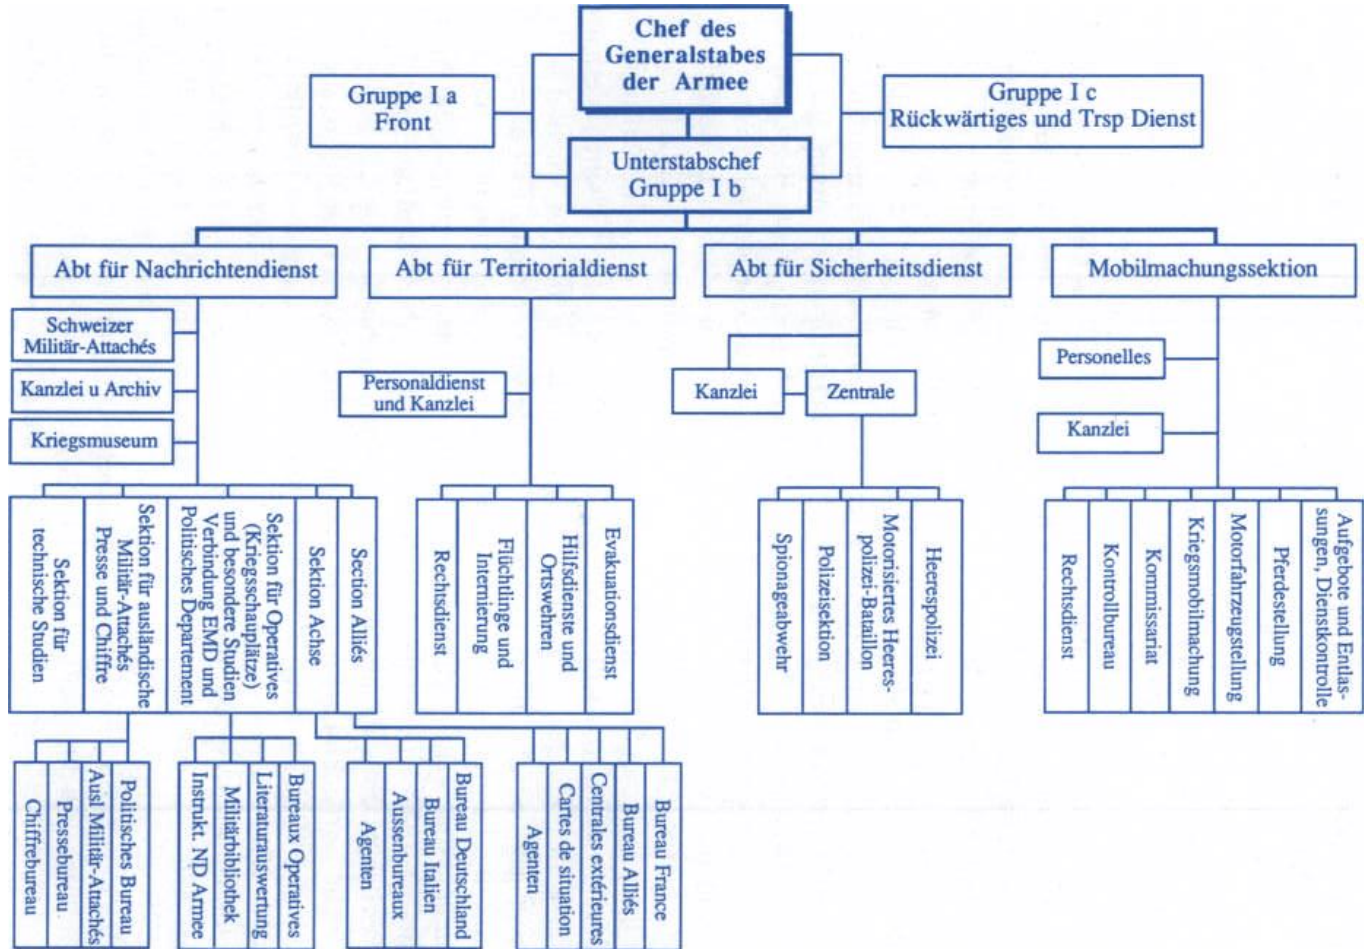 Chef des
Generalstabes
der Armee
Gruppe I a
Front
Gruppe I c
Rückwärtiges und Trsp Dienst
Unterstabschef
Gruppe I b
Abt für Nachrichtendienst
Abt für Territorialdienst
Abt für Sicherheitsdienst
Mobilmachungssektion
Schweizer
Militär-Attachés
Kanzlei u Archiv
Kriegsmuseum
Personaldienst
und Kanzlei
Kanzlei
Zentrale
Personelles
Kanzlei
Sektion für
technische Studien
Sektion für ausländische
Militär-Attachés
Presse und Chiffre
Sektion für Operatives
(Kriegsschauplätze)
und besondere Studien
Verbindung EMD und
Politisches Departement
Sektion Achse
Section Alliés
Rechtsdienst
Flüchtlinge und
Internierung
Hilfsdienste und
Ortswehren
Evakuationsdienst
Spionageabwehr
Polizeisektion
Motorisiertes Heeres-
polizei-Bataillon
Heerespolizei
Rechtsdienst
Kontrollbureau
Kommissariat
Kriegsmobilmachung
Motorfahrzeugstellung
Pferdestellung
Aufgebote und Entlas-
sungen, Dienstkontrolle
Chiffrebureau
Pressebureau
Ausl Militär-Attachés
Politisches Bureau
Instrukt. ND Armee
Militärbibliothek
Literaturauswertung
Bureaux Operatives
Agenten
Aussenbureaux
Bureau Italien
Bureau Deutschland
Agenten
Cartes de situation
Centrales extérieures
Bureau Alliés
Bureau France